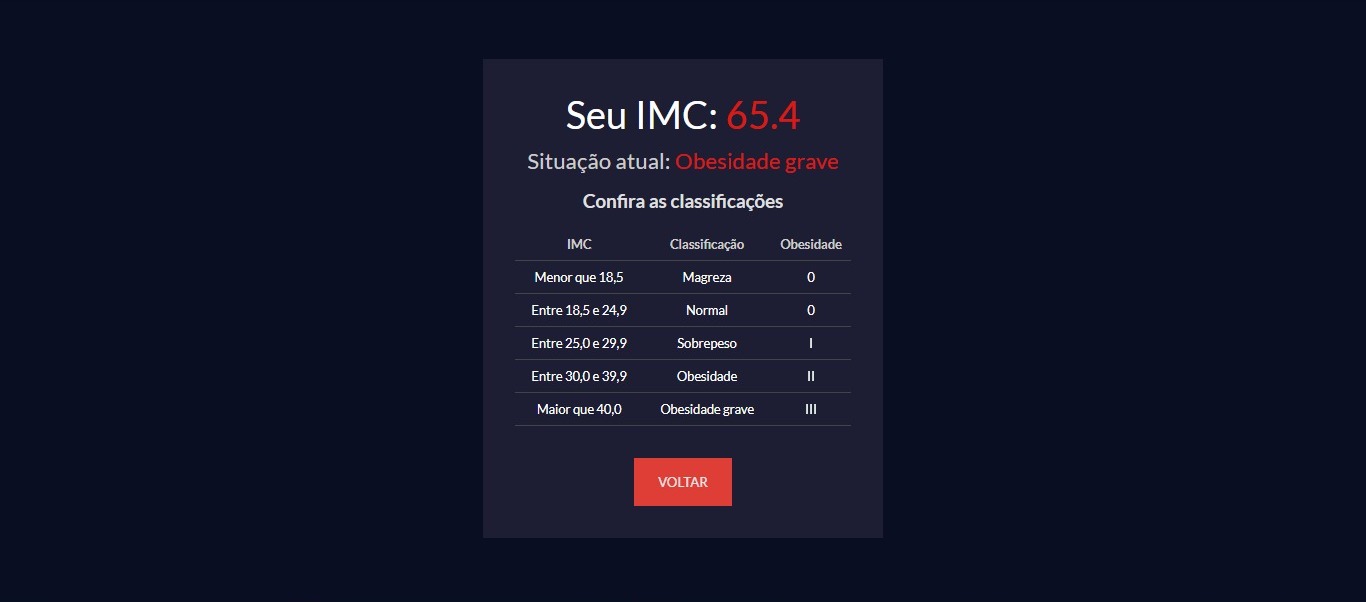 Seu IMC: 65.4
Situação atual: Obesidade grave
Confira as classificações
IMC Classificação Obesidade
Menor que 18,5 Magreza 0
Entre 18,5 e 24,9 Normal 0
Entre 25,0 e 29,9 Sobrepeso I
Entre 30,0 e 39,9 Obesidade II
Maior que 40,0 Obesidade grave III
VOLTAR